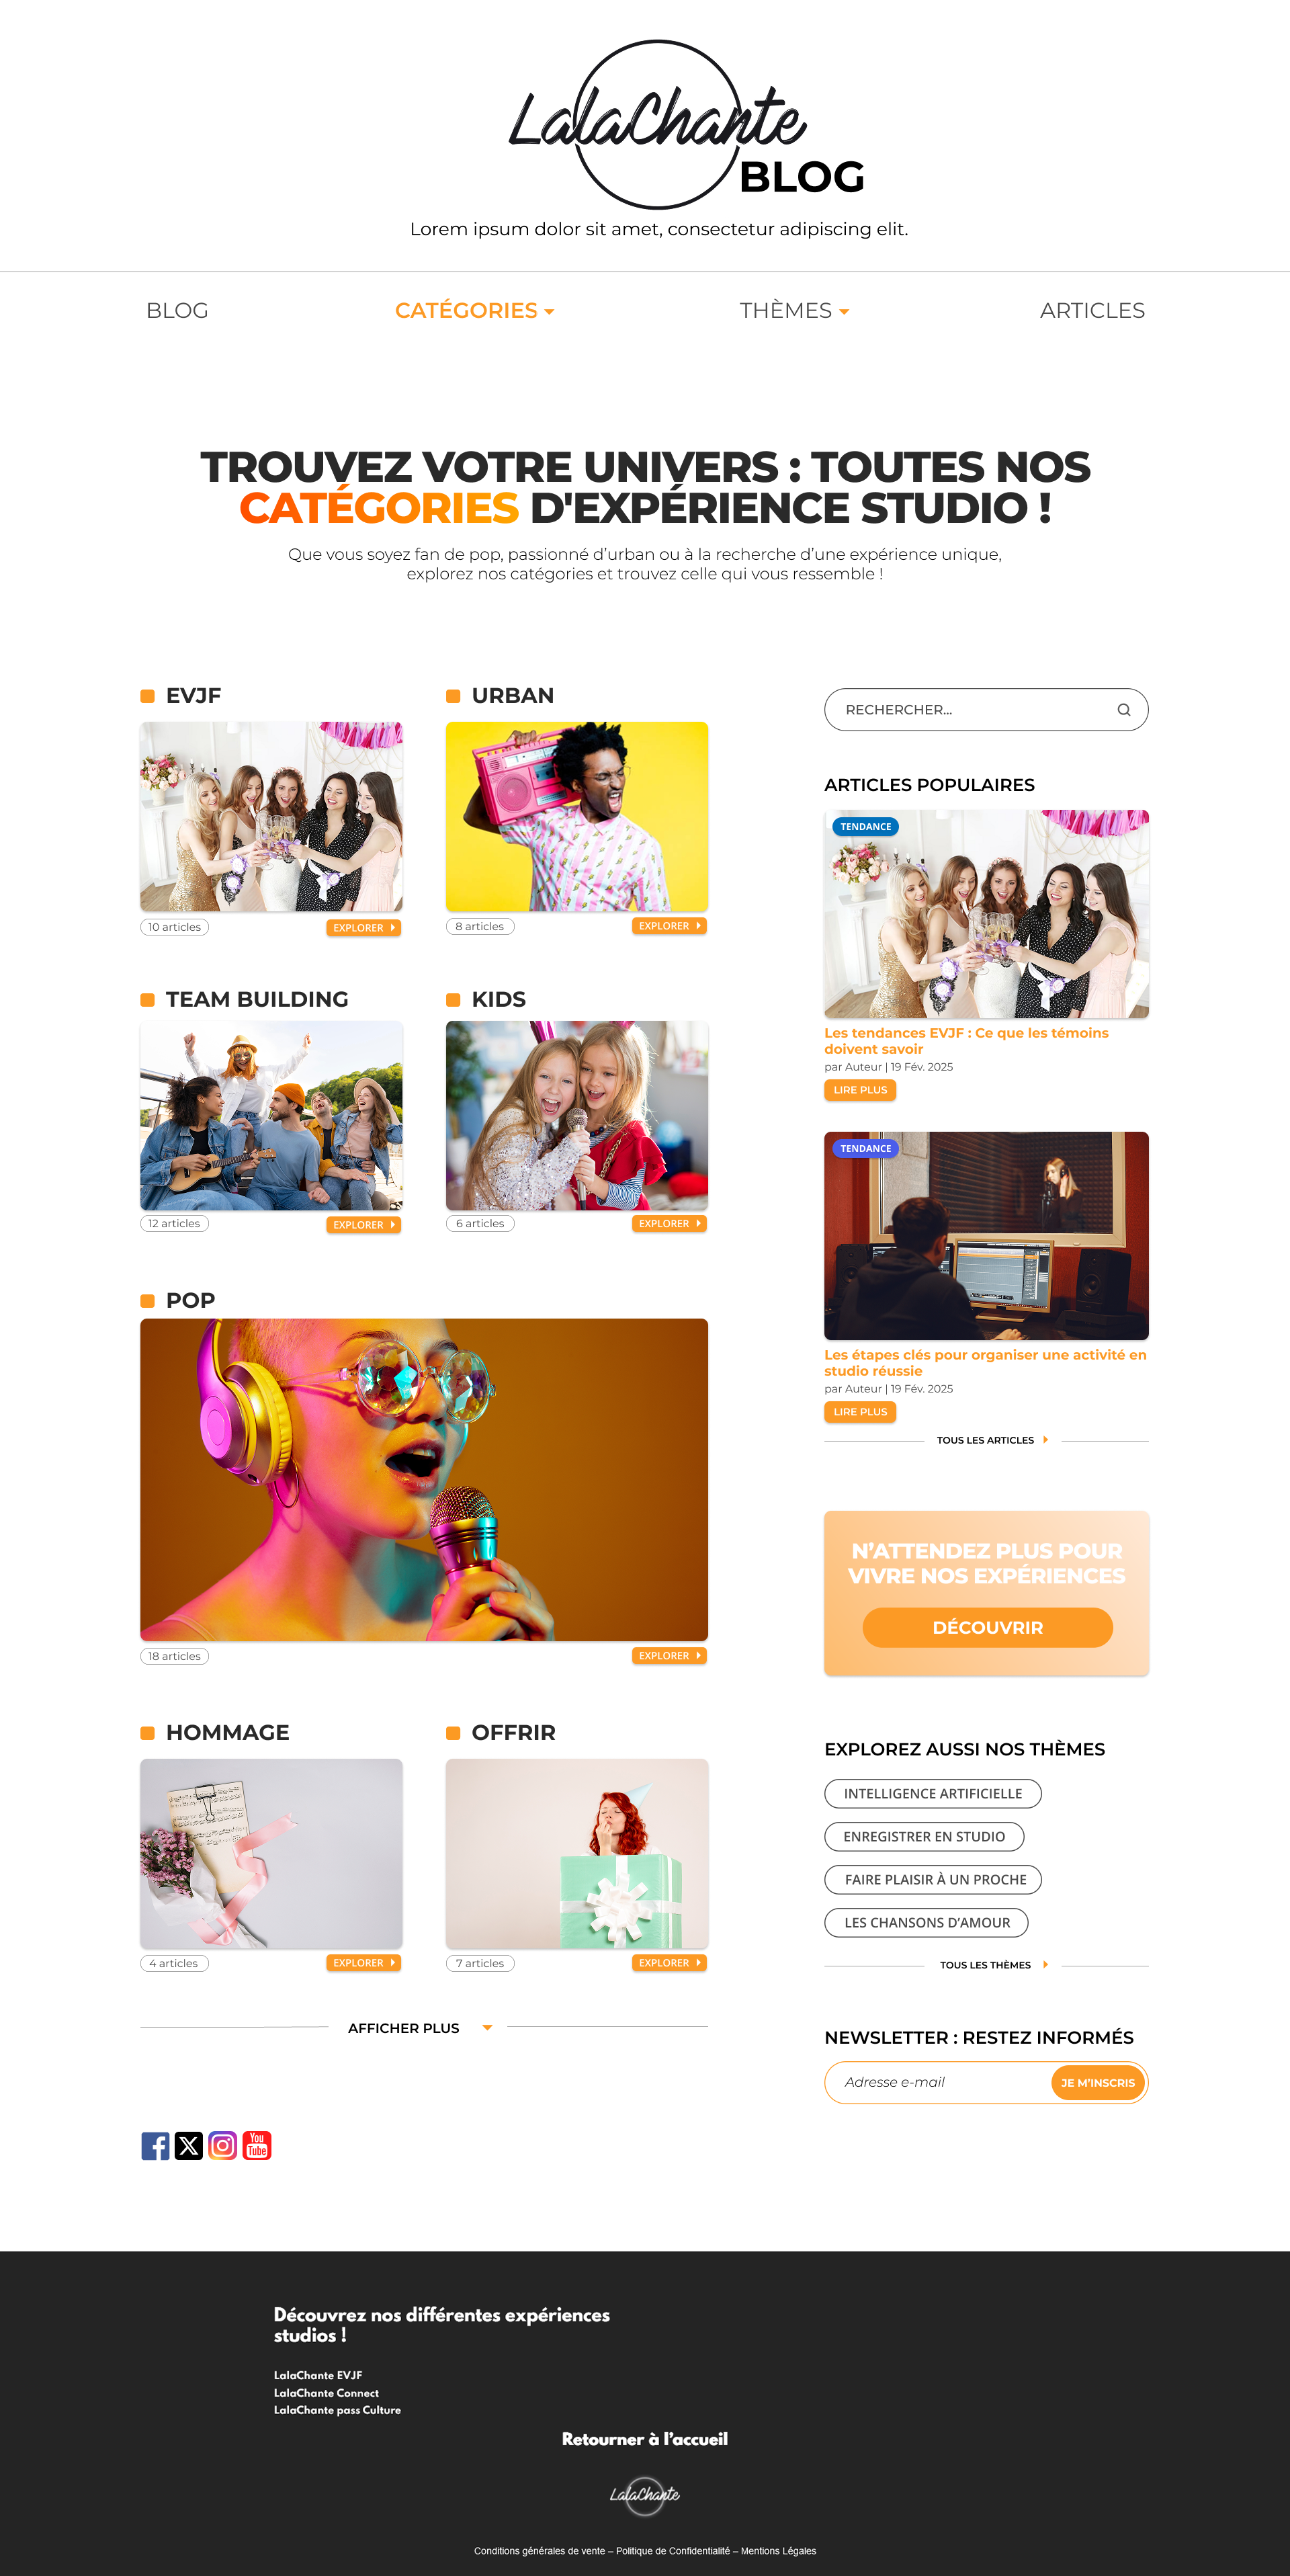 LalaChante
BLOG
Lorem ipsum dolor sit amet, consectetur adipiscing elit.
BLOG
CATÉGORIES
THÈMES
ARTICLES
TROUVEZ VOTRE UNIVERS : TOUTES NOS
CATÉGORIES D'EXPÉRIENCE STUDIO !
Que vous soyez fan de pop, passionné d’urban ou à la recherche d’une expérience unique,
explorez nos catégories et trouvez celle qui vous ressemble !
EVJF
10 articles
EXPLORER
URBAN
8 articles
EXPLORER
TEAM BUILDING
12 articles
EXPLORER
KIDS
6 articles
EXPLORER
POP
18 articles
EXPLORER
HOMMAGE
4 articles
EXPLORER
OFFRIR
7 articles
EXPLORER
AFFICHER PLUS
RECHERCHER...
ARTICLES POPULAIRES
TENDANCE
Les tendances EVJF : Ce que les témoins
doivent savoir
par Auteur | 19 Fév. 2025
LIRE PLUS
TENDANCE
Les étapes clés pour organiser une activité en
studio réussie
par Auteur | 19 Fév. 2025
LIRE PLUS
TOUS LES ARTICLES
N’ATTENDEZ PLUS POUR
VIVRE NOS EXPÉRIENCES
DÉCOUVRIR
EXPLOREZ AUSSI NOS THÈMES
INTELLIGENCE ARTIFICIELLE
ENREGISTRER EN STUDIO
FAIRE PLAISIR À UN PROCHE
LES CHANSONS D’AMOUR
TOUS LES THÈMES
NEWSLETTER : RESTEZ INFORMÉS
Adresse e-mail
JE M’INSCRIS
You
Tube
Découvrez nos différentes expériences
studios !
LalaChante EVJF
LalaChante Connect
LalaChante pass Culture
Retourner à l’accueil
LalaChante
Conditions générales de vente – Politique de Confidentialité – Mentions Légales